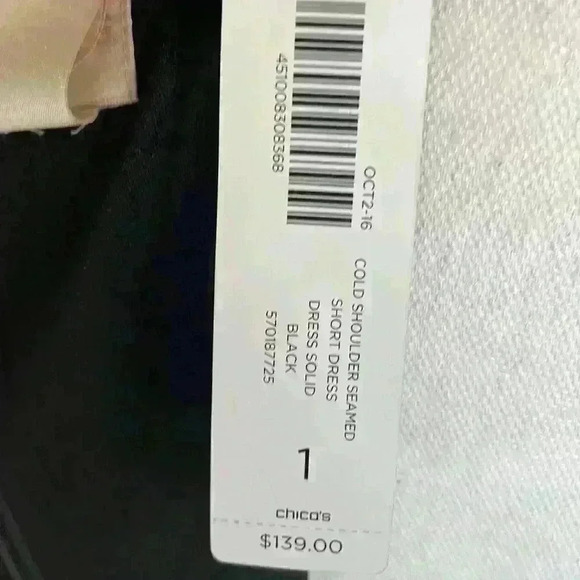 451008308368
OCT2-16
COLD SHOULDER SEAMED
SHORT DRESS
DRESS SOLID
BLACK
570187725
1
chico's
$139.00